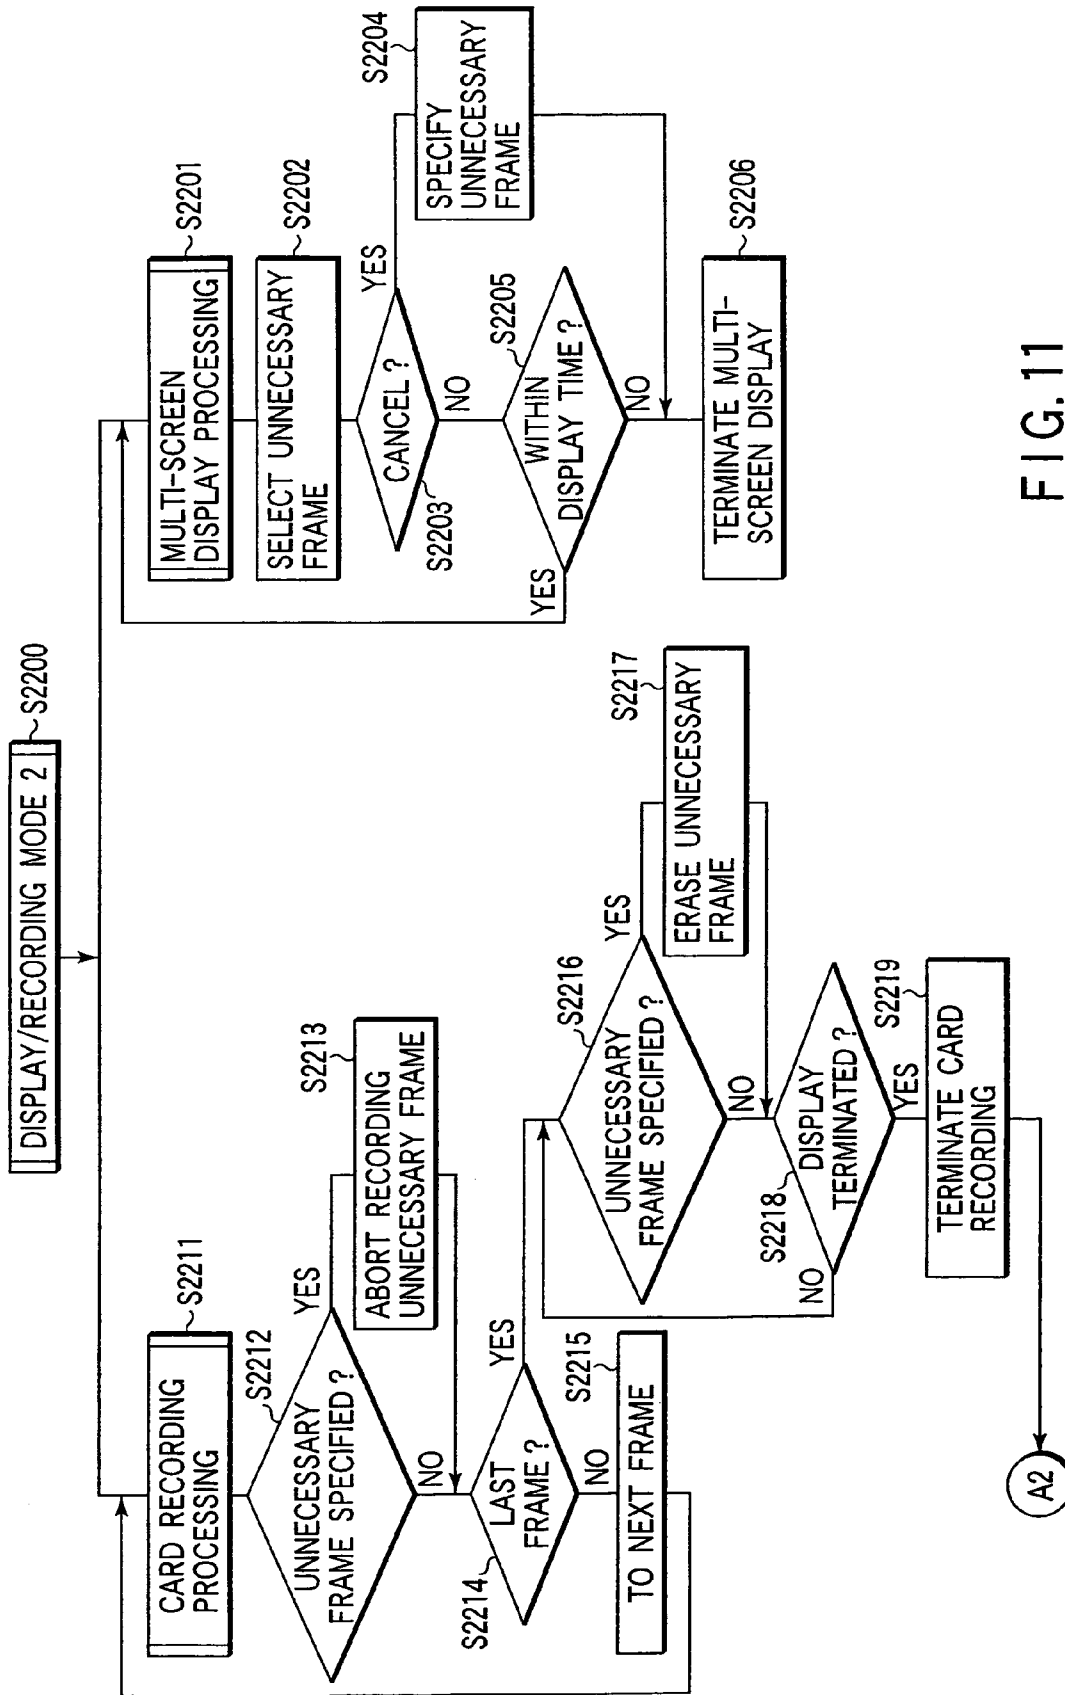 DISPLAY/RECORDING MODE 2
S2200
CARD RECORDING
PROCESSING
S2211
UNNECESSARY
FRAME SPECIFIED ?
S2212
YES
NO
ABORT RECORDING
UNNECESSARY FRAME
S2213
LAST
FRAME ?
S2214
YES
NO
TO NEXT FRAME
S2215
UNNECESSARY
FRAME SPECIFIED ?
S2216
YES
NO
ERASE UNNECESSARY
FRAME
S2217
DISPLAY
TERMINATED ?
S2218
NO
YES
TERMINATE CARD
RECORDING
S2219
A2
MULTI-SCREEN
DISPLAY PROCESSING
S2201
SELECT UNNECESSARY
FRAME
S2202
CANCEL ?
S2203
YES
NO
SPECIFY
UNNECESSARY
FRAME
S2204
WITHIN
DISPLAY TIME ?
S2205
YES
NO
TERMINATE MULTI-
SCREEN DISPLAY
S2206
FIG. 11